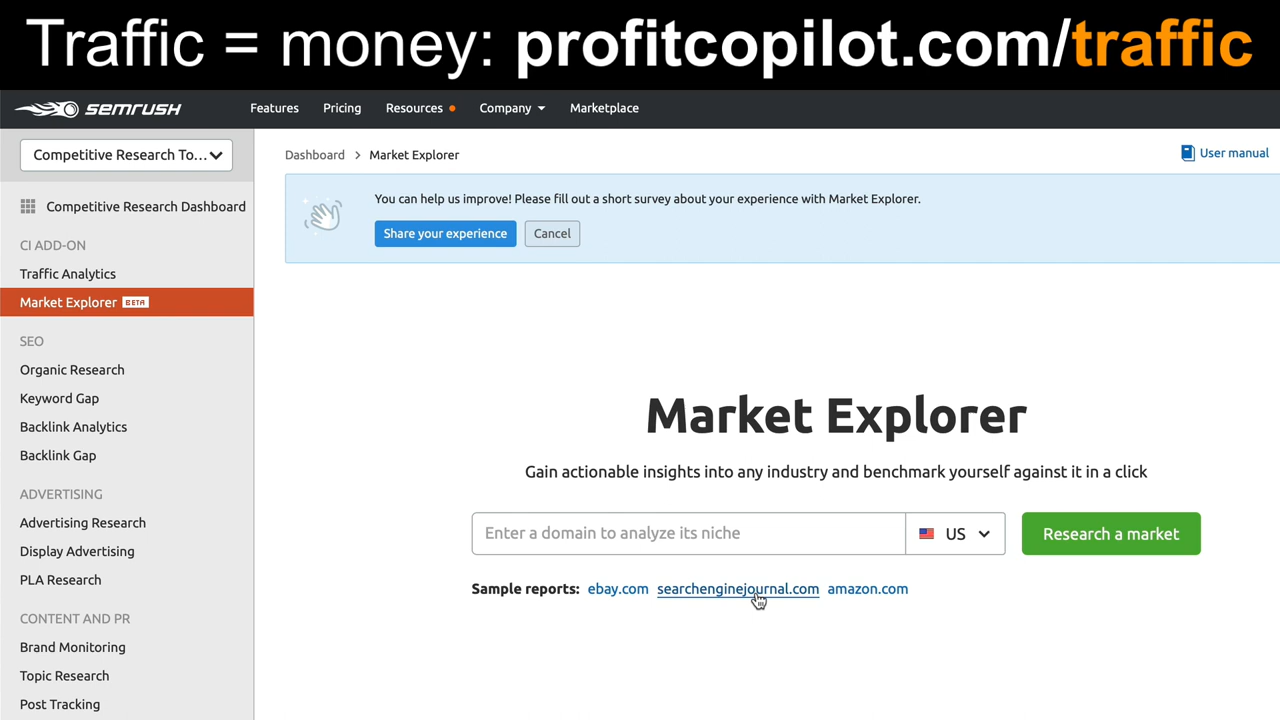 Traffic = money: profitcopilot.com/traffic
SEMRUSH
Features Pricing Resources Company Marketplace
Competitive Research To...
Dashboard > Market Explorer
User manual
You can help us improve! Please fill out a short survey about your experience with Market Explorer.
Share your experience Cancel
Competitive Research Dashboard
CI ADD-ON
Traffic Analytics
Market Explorer BETA
SEO
Organic Research
Keyword Gap
Backlink Analytics
Backlink Gap
ADVERTISING
Advertising Research
Display Advertising
PLA Research
CONTENT AND PR
Brand Monitoring
Topic Research
Post Tracking
Market Explorer
Gain actionable insights into any industry and benchmark yourself against it in a click
Enter a domain to analyze its niche US Research a market
Sample reports: ebay.com searchenginejournal.com amazon.com